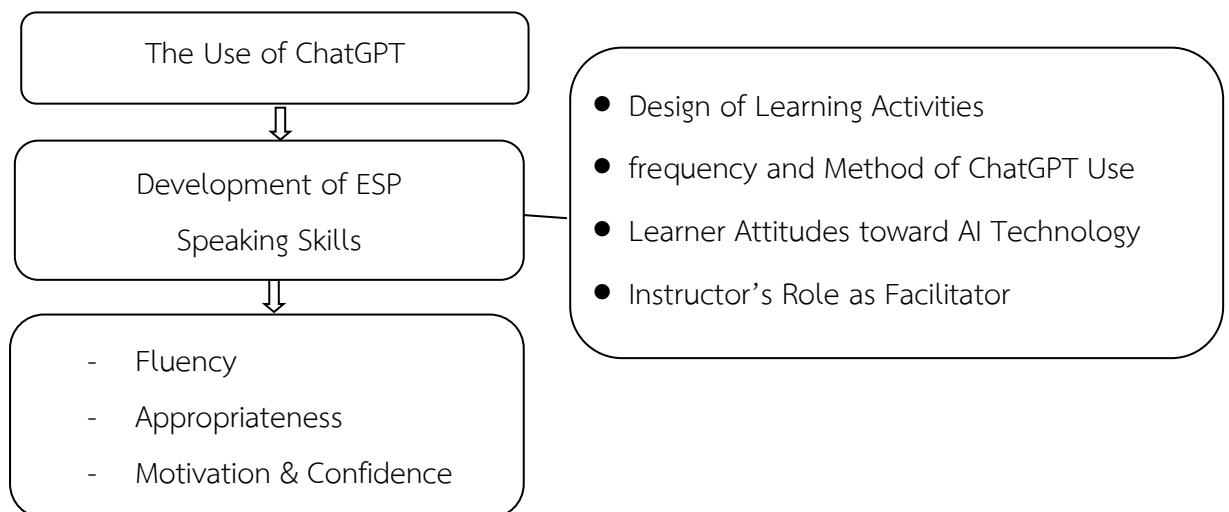 The Use of ChatGPT
Development of ESP
Speaking Skills
- Fluency
- Appropriateness
- Motivation & Confidence
● Design of Learning Activities
● frequency and Method of ChatGPT Use
● Learner Attitudes toward AI Technology
● Instructor’s Role as Facilitator